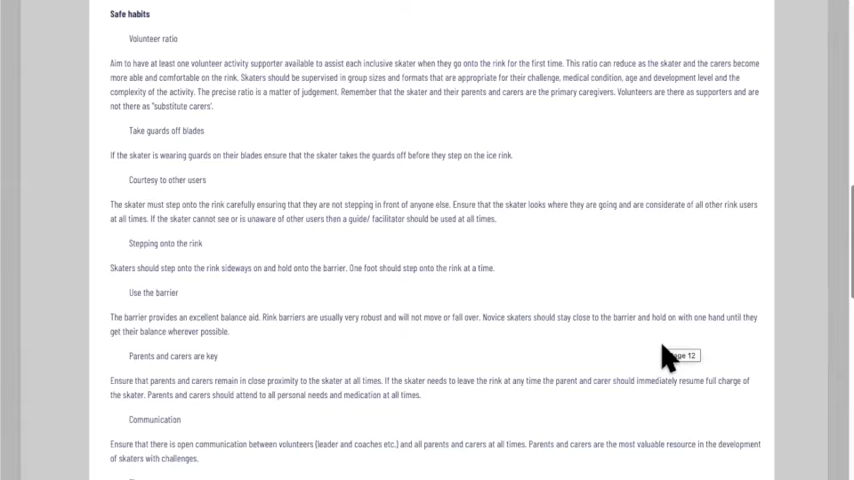 Safe habits
Volunteer ratio
Aim to have at least one volunteer activity supporter available to assist each inclusive skater when they go onto the rink for the first time. This ratio can reduce as the skater and the carers become
more able and comfortable on the rink. Skaters should be supervised in group sizes and formats that are appropriate for their challenge, medical condition, age and development level and the
complexity of the activity. The precise ratio is a matter of judgement. Remember that the skater and their parents and carers are the primary caregivers. Volunteers are there as supporters and are
not there as "substitute carers'.
Take guards off blades
If the skater is wearing guards on their blades ensure that the skater takes the guards off before they step on the ice rink.
Courtesy to other users
The skater must step onto the rink carefully ensuring that they are not stepping in front of anyone else. Ensure that the skater looks where they are going and are considerate of all other rink users
at all times. If the skater cannot see or is unaware of other users then a guide/ facilitator should be used at all times.
Stepping onto the rink
Skaters should step onto the rink sideways on and hold onto the barrier. One foot should step onto the rink at a time.
Use the barrier
The barrier provides an excellent balance aid. Rink barriers are usually very robust and will not move or fall over. Novice skaters should stay close to the barrier and hold on with one hand until they
get their balance wherever possible.
Parents and carers are key
12
Ensure that parents and carers remain in close proximity to the skater at all times. If the skater needs to leave the rink at any time the parent and carer should immediately resume full charge of
the skater. Parents and carers should attend to all personal needs and medication at all times.
Communication
Ensure that there is open communication between volunteers (leader and coaches etc.) and all parents and carers at all times. Parents and carers are the most valuable resource in the development
of skaters with challenges.